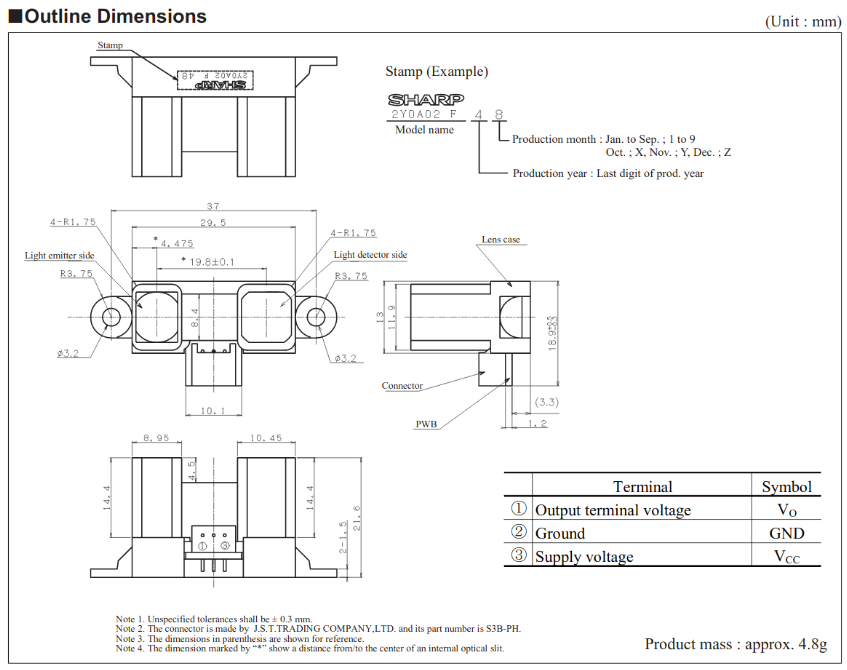 ■Outline Dimensions
(Unit : mm)
Stamp
2Y0A02 F 48
SHARP
Stamp (Example)
SHARP
2Y0A02 F 4 8
Model name
Production month : Jan. to Sep. ; 1 to 9
Oct. ; X, Nov. ; Y, Dec. ; Z
Production year : Last digit of prod. year
37
4-R1.75
29.5
4-R1.75
* 4.475
Light emitter side
* 19.8±0.1
Light detector side
Lens case
R3.75
R3.75
8.4
13
11.9
ø3.2
ø3.2
Connector
10.1
(3.3)
PWB
1.2
8.95
10.45
4.5
14.4
14.4
21.6
2-1.5
① ③
Terminal Symbol
① Output terminal voltage VO
② Ground GND
③ Supply voltage VCC
Note 1. Unspecified tolerances shall be ± 0.3 mm.
Note 2. The connector is made by J.S.T.TRADING COMPANY,LTD. and its part number is S3B-PH.
Note 3. The dimensions in parenthesis are shown for reference.
Note 4. The dimension marked by “*” show a distance from/to the center of an internal optical slit.
Product mass : approx. 4.8g